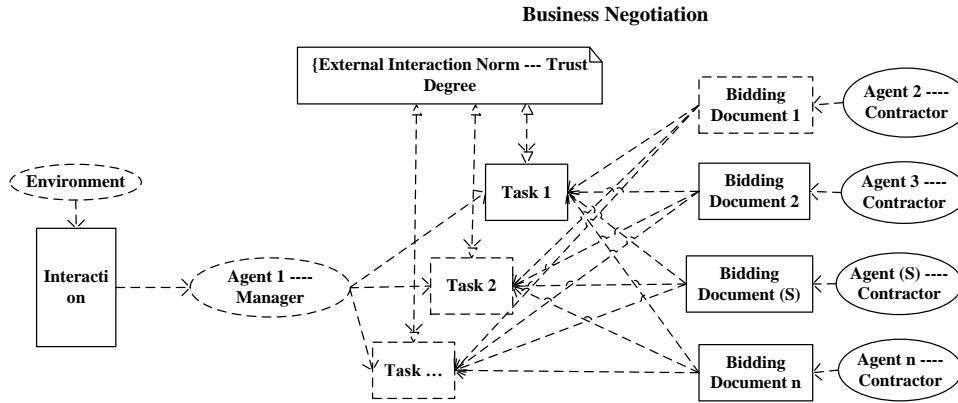 Business Negotiation
{External Interaction Norm --- Trust
Degree
Environment
Interacti
on
Agent 1 ----
Manager
Task 1
Task 2
Task ...
Bidding
Document 1
Agent 2 ----
Contractor
Bidding
Document 2
Agent 3 ----
Contractor
Bidding
Document (S)
Agent (S) ----
Contractor
Bidding
Document n
Agent n ----
Contractor